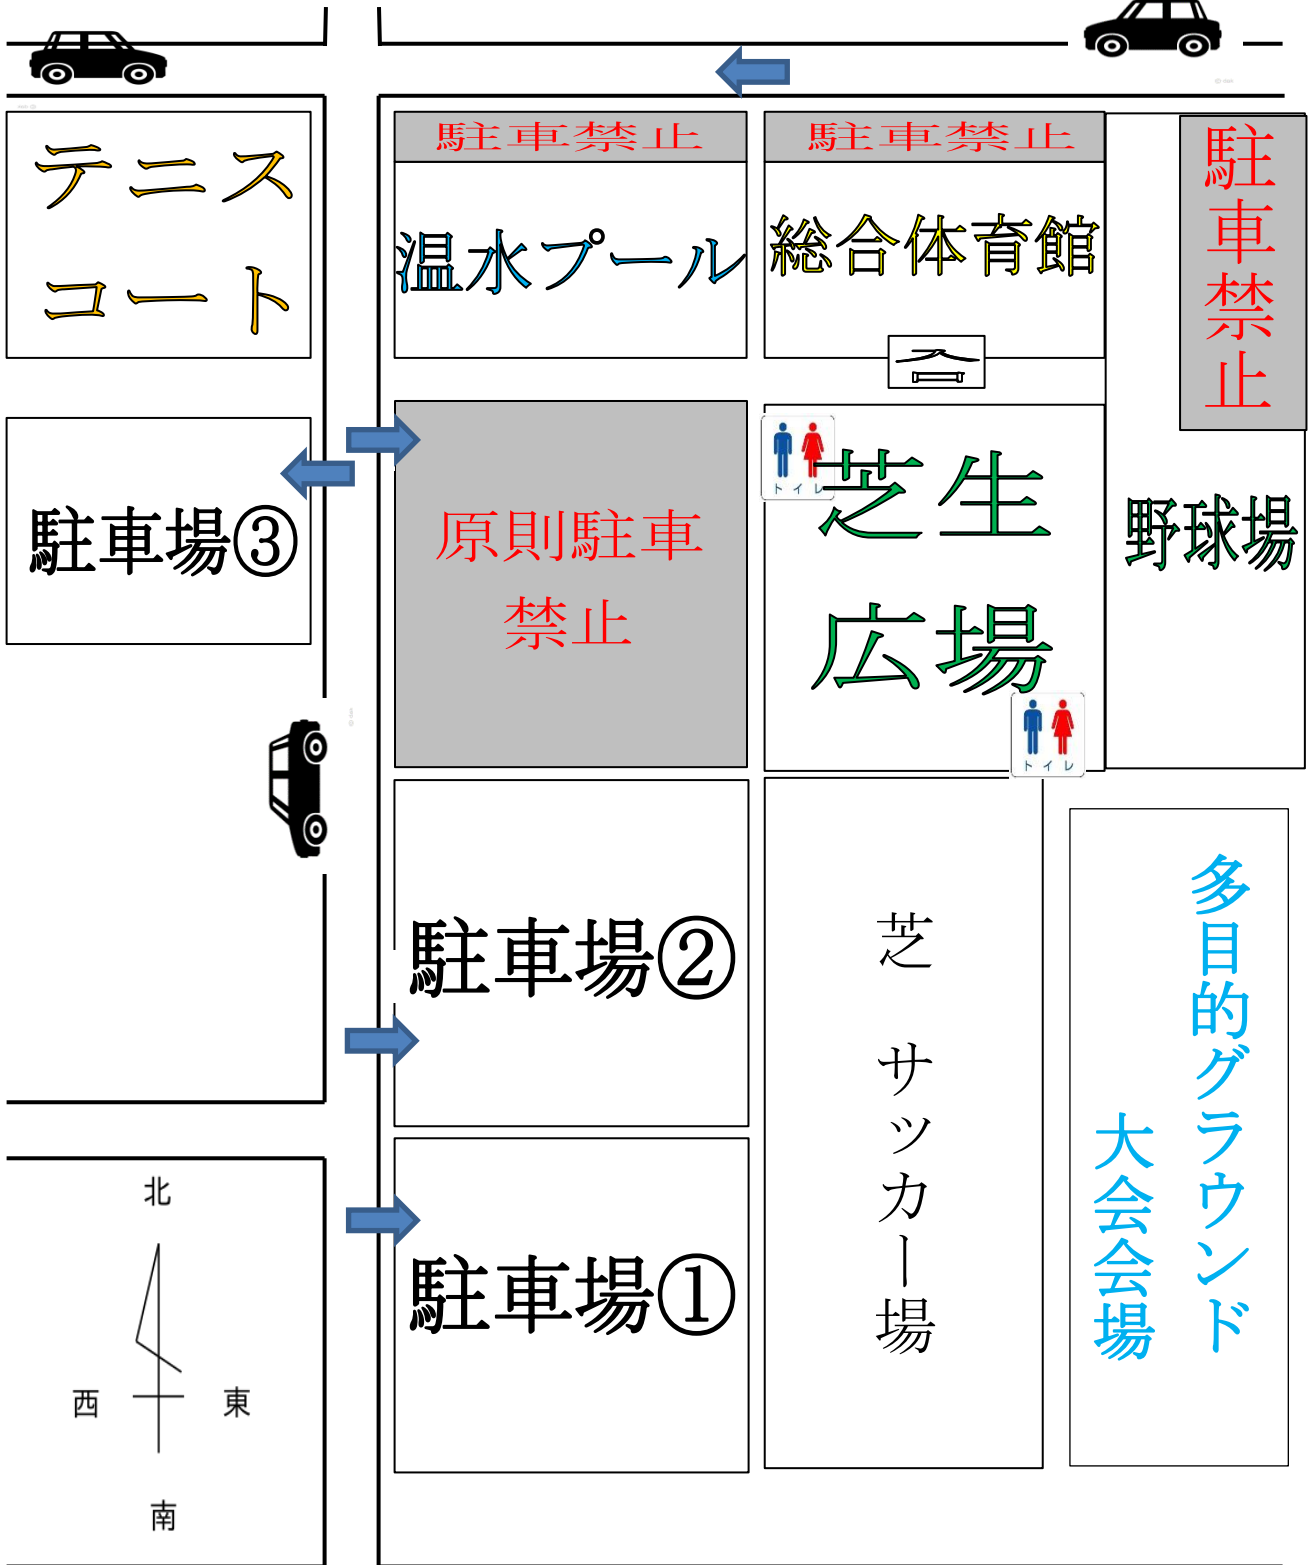 駐車禁止
駐車禁止
駐車禁止
テニス
コート
温水プール
総合体育館
トイレ
芝生
広場
駐車場③
原則駐車
禁止
野球場
トイレ
駐車場②
芝 サッカー場
多目的グラウンド
大会会場
駐車場①
北
西
東
南